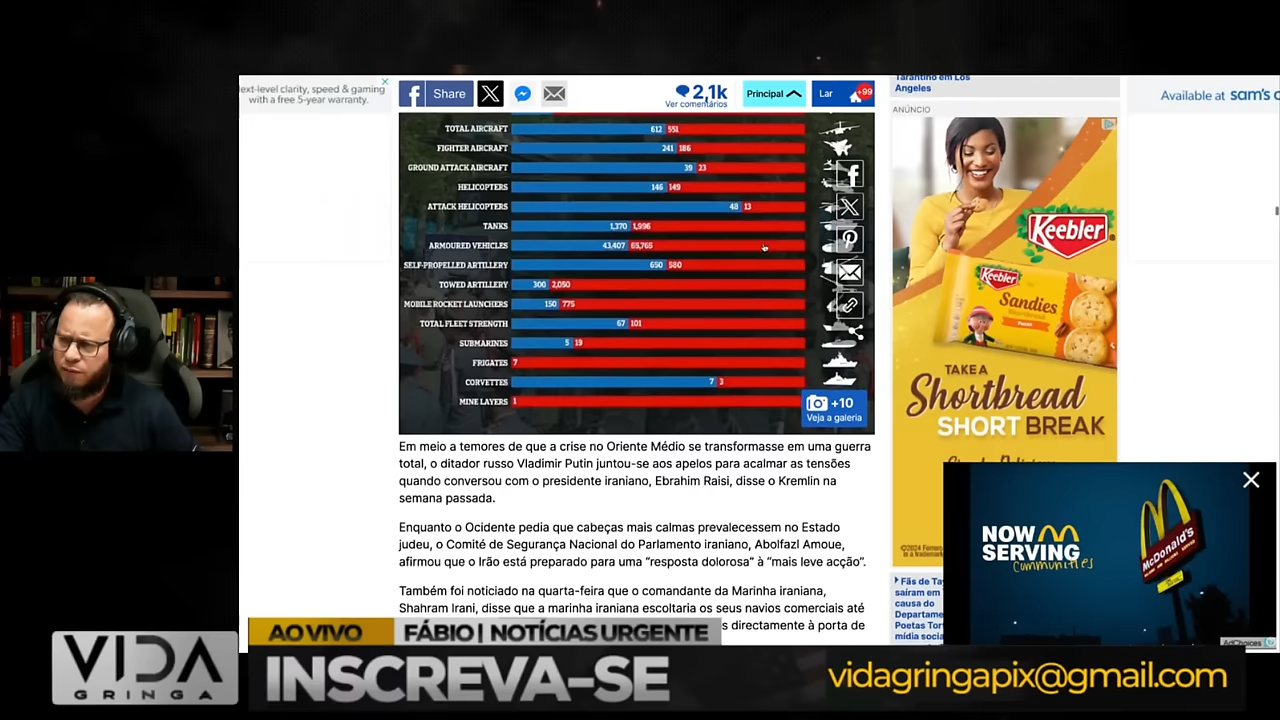 ext-level clarity, speed & gaming
with a free 5-year warranty.
f Share
2,1k
Ver comentários
Principal
Lar
+99
Tarantino em Los
Angeles
ANÚNCIO
Available at sam's c
TOTAL AIRCRAFT 612 551
FIGHTER AIRCRAFT 241 186
GROUND ATTACK AIRCRAFT 39 23
HELICOPTERS 146 149
ATTACK HELICOPTERS 48 13
TANKS 1,370 1,996
ARMOURED VEHICLES 43,407 65,765
SELF-PROPELLED ARTILLERY 650 580
TOWED ARTILLERY 300 2,050
MOBILE ROCKET LAUNCHERS 150 775
TOTAL FLEET STRENGTH 67 101
SUBMARINES 5 19
FRIGATES 7
CORVETTES 7 3
MINE LAYERS 1
+10
Veja a galeria
Em meio a temores de que a crise no Oriente Médio se transformasse em uma guerra
total, o ditador russo Vladimir Putin juntou-se aos apelos para acalmar as tensões
quando conversou com o presidente iraniano, Ebrahim Raisi, disse o Kremlin na
semana passada.
Enquanto o Ocidente pedia que cabeças mais calmas prevalecessem no Estado
judeu, o Comité de Segurança Nacional do Parlamento iraniano, Abolfazl Amoue,
afirmou que o Irão está preparado para uma “resposta dolorosa” à “mais leve acção”.
Também foi noticiado na quarta-feira que o comandante da Marinha iraniana,
Shahram Irani, disse que a marinha iraniana escoltaria os seus navios comerciais até
s directamente à porta de
Keebler
Keebler
Sandies
Shortbread
Pecan
TAKE A
Shortbread
SHORT BREAK
Fãs de Tay
saíram em
causa do
Departame
Poetas Tor
mídia socia
NOW
SERVING
Communities
McDonald's
AdChoices
AO VIVO
FÁBIO| NOTÍCIAS URGENTE
VIDA
GRINGA
INSCREVA-SE
vidagringapix@gmail.com